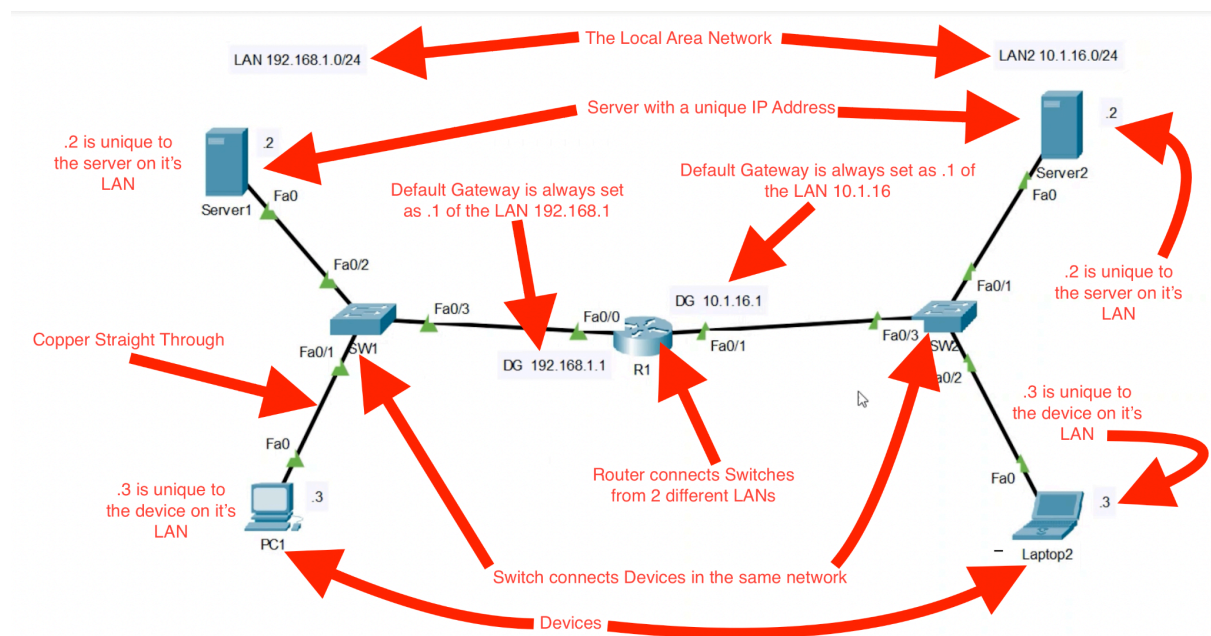 The Local Area Network
LAN 192.168.1.0/24
LAN2 10.1.16.0/24
Server with a unique IP Address
.2 is unique to
the server on it's
LAN
.2
.2
Default Gateway is always set
as .1 of the LAN 192.168.1
Default Gateway is always set as .1 of
the LAN 10.1.16
Server1
Fa0
Server2
Fa0
Fa0/2
Fa0/1
.2 is unique to
the server on it's
LAN
DG 10.1.16.1
Fa0/3
Fa0/0
Fa0/1
Fa0/3
Copper Straight Through
Fa0/1
SW1
SW2
DG 192.168.1.1
R1
a0/2
.3 is unique to
the device on it's
LAN
Fa0
Router connects Switches
from 2 different LANs
Fa0
.3 is unique to
the device on it's
LAN
.3
.3
PC1
Laptop2
Switch connects Devices in the same network
Devices